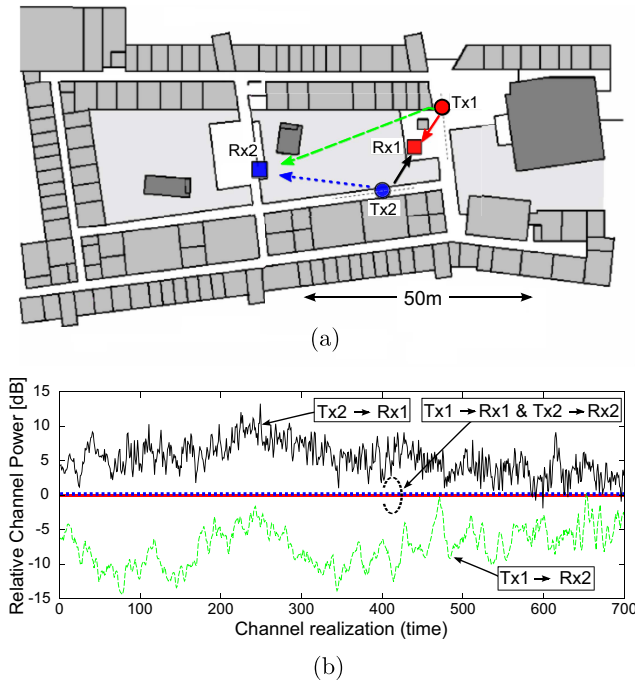 Tx1
Rx1
Rx2
Tx2
50m
(a)
Relative Channel Power [dB]
15
10
5
0
-5
-10
-15
Tx2 → Rx1
Tx1 → Rx1 & Tx2 → Rx2
Tx1 → Rx2
0 100 200 300 400 500 600 700
Channel realization (time)
(b)